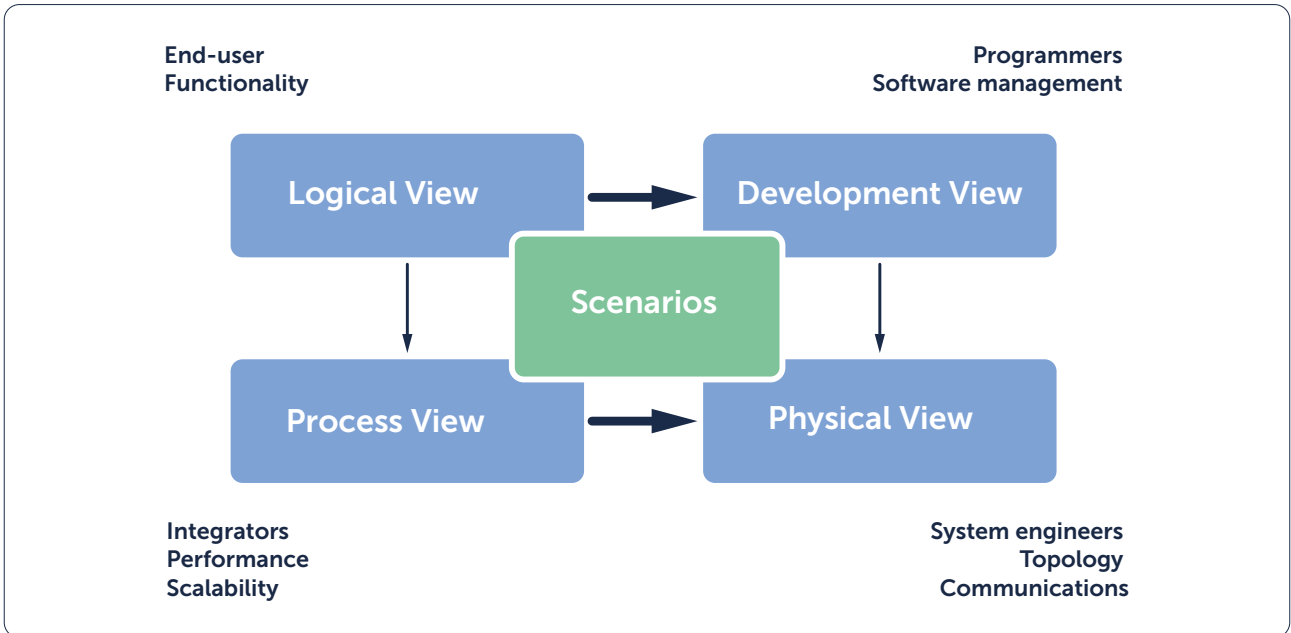 End-user
Functionality
Programmers
Software management
Logical View
Development View
Scenarios
Process View
Physical View
Integrators
Performance
Scalability
System engineers
Topology
Communications